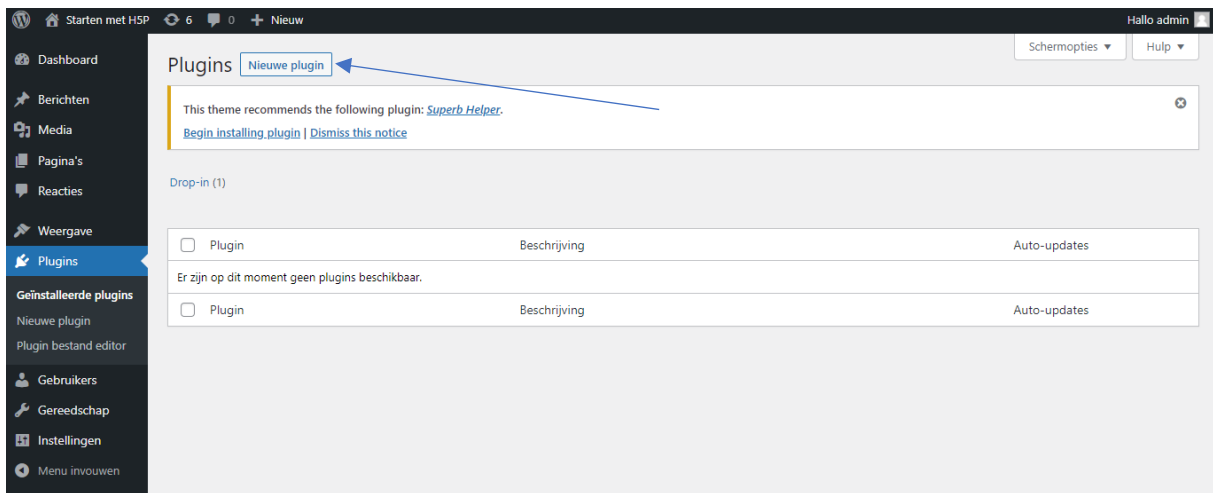 Starten met H5P 6 0 + Nieuw Hallo admin
Schermopties ▼ Hulp ▼
Dashboard
Berichten
Media
Pagina's
Reacties
Weergave
Plugins
Geïnstalleerde plugins
Nieuwe plugin
Plugin bestand editor
Gebruikers
Gereedschap
Instellingen
Menu invouwen
Plugins Nieuwe plugin
This theme recommends the following plugin: Superb Helper.
Begin installing plugin | Dismiss this notice
Drop-in (1)
Plugin Beschrijving Auto-updates
Er zijn op dit moment geen plugins beschikbaar.
Plugin Beschrijving Auto-updates